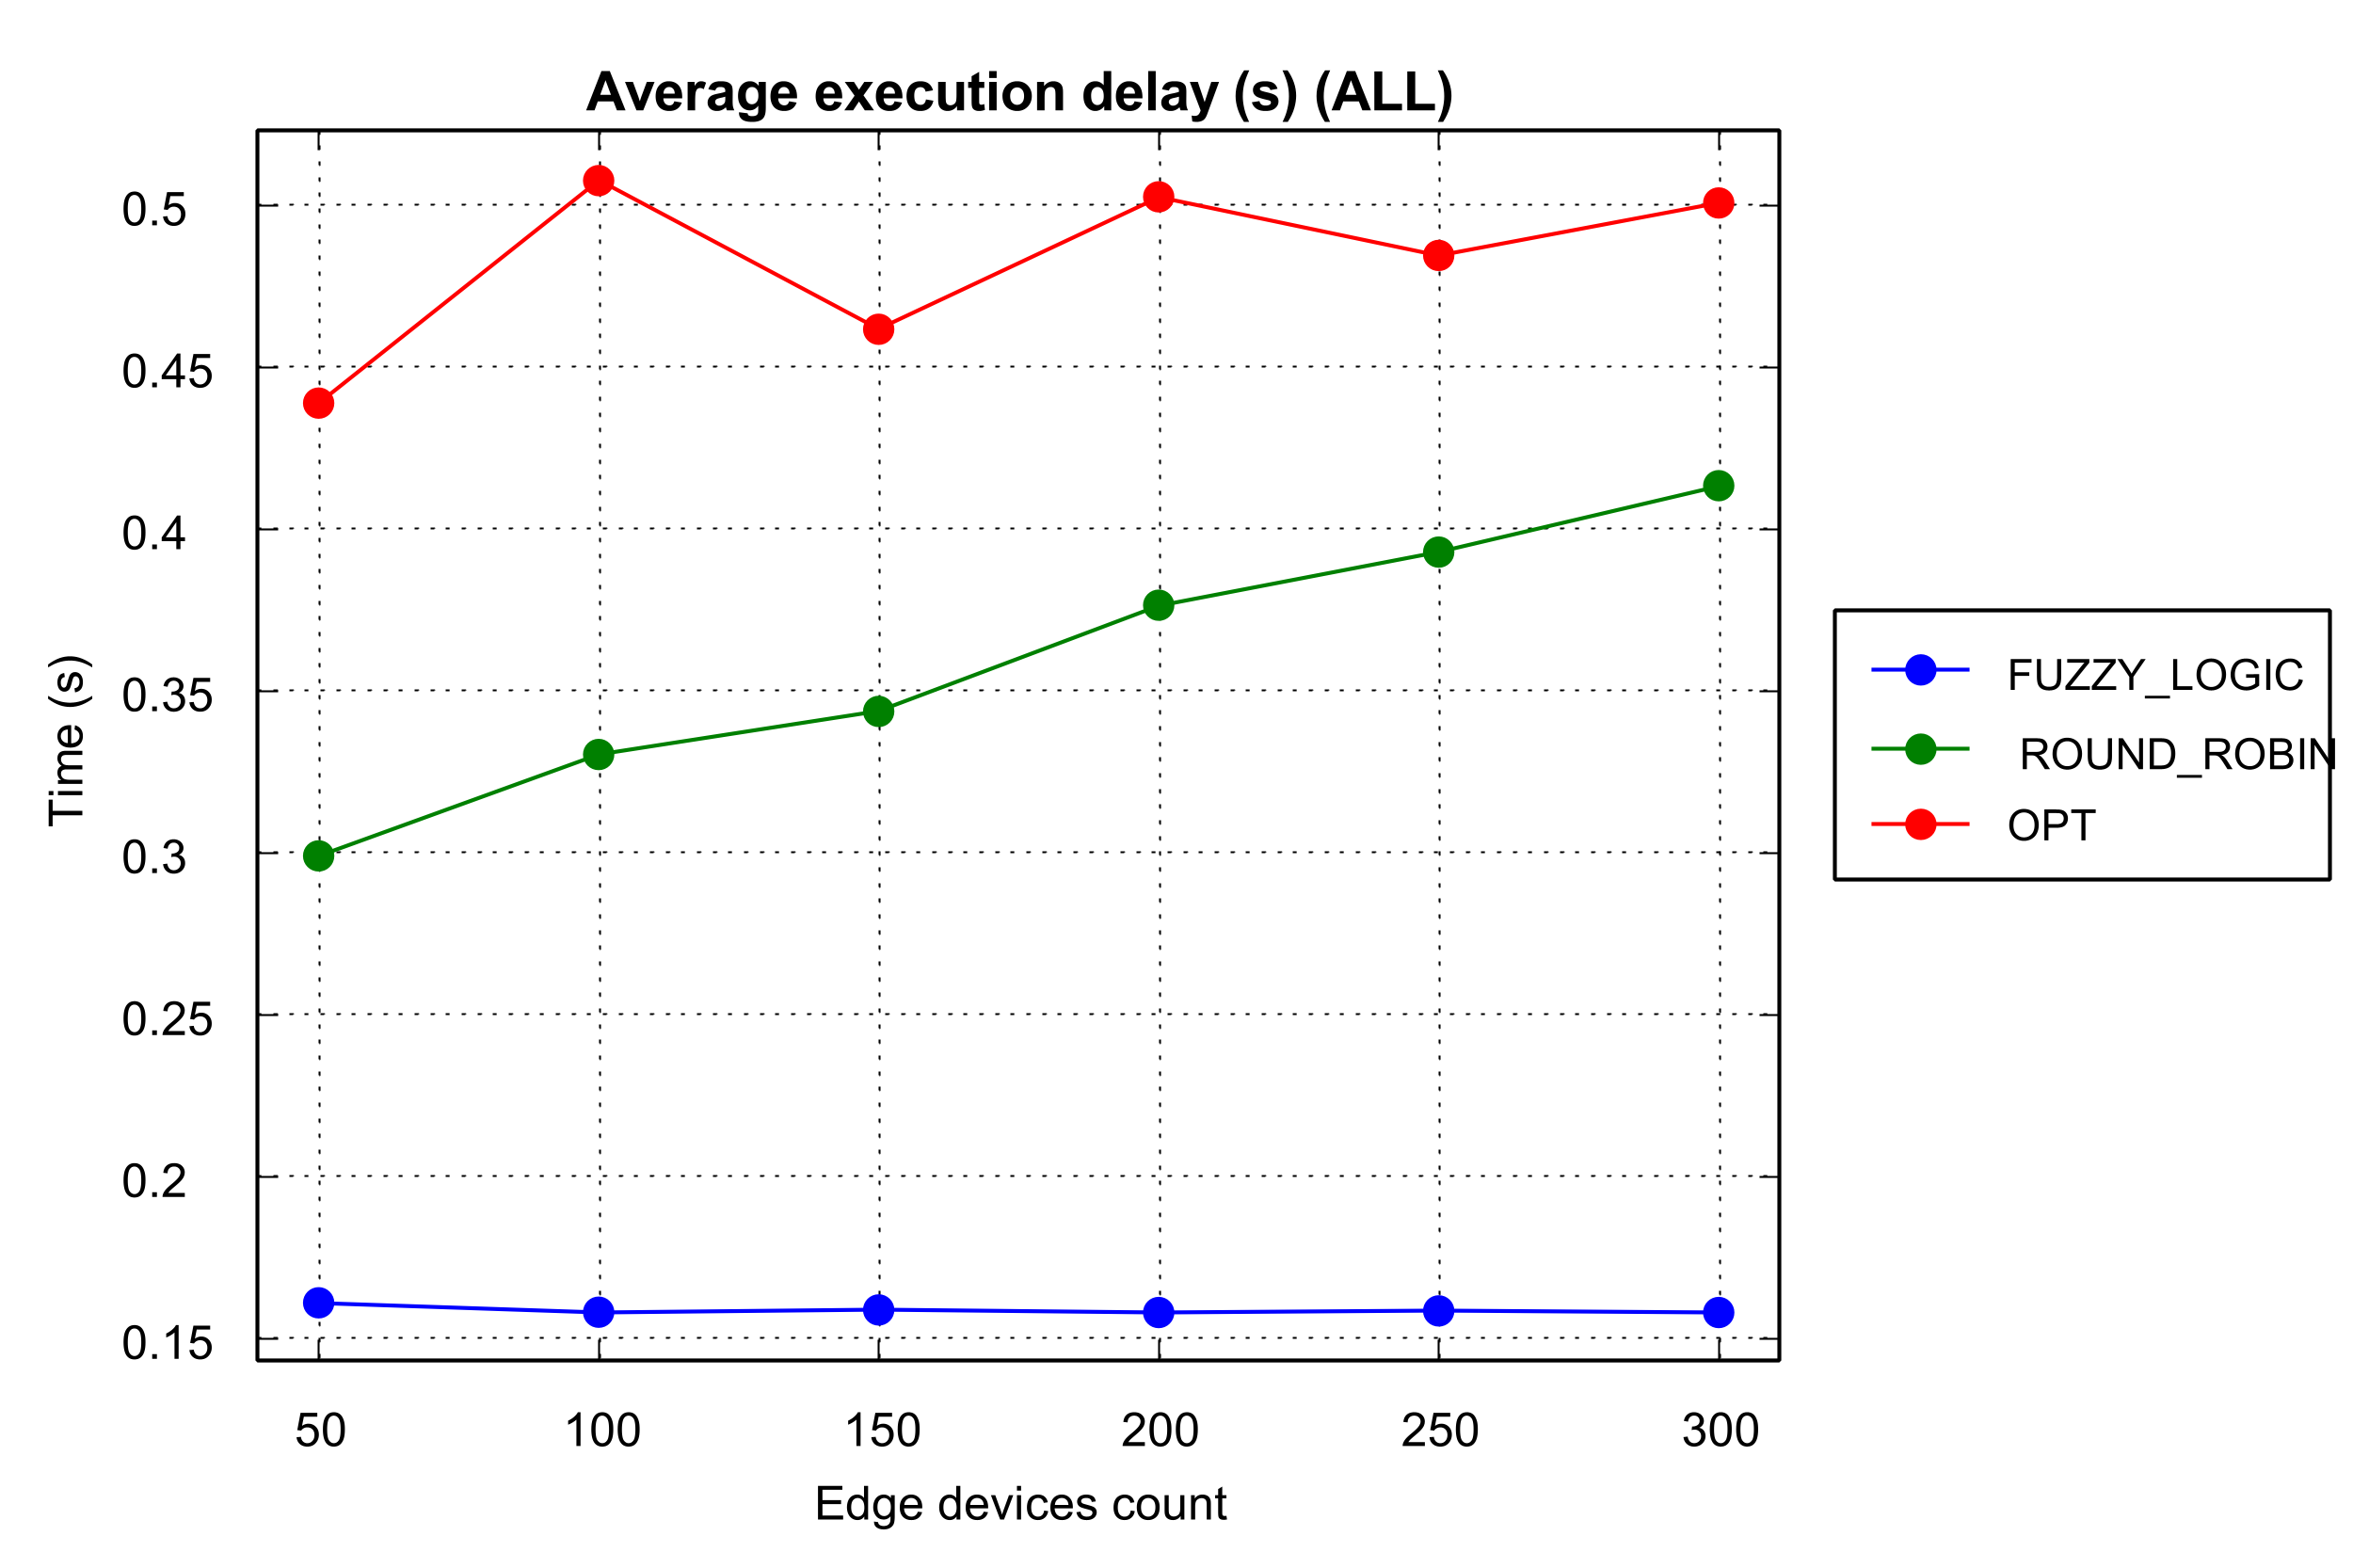 Average execution delay (s) (ALL)
0.5
0.45
0.4
0.35
0.3
0.25
0.2
0.15
Time (s)
50 100 150 200 250 300
Edge devices count
FUZZY_LOGIC
ROUND_ROBIN
OPT